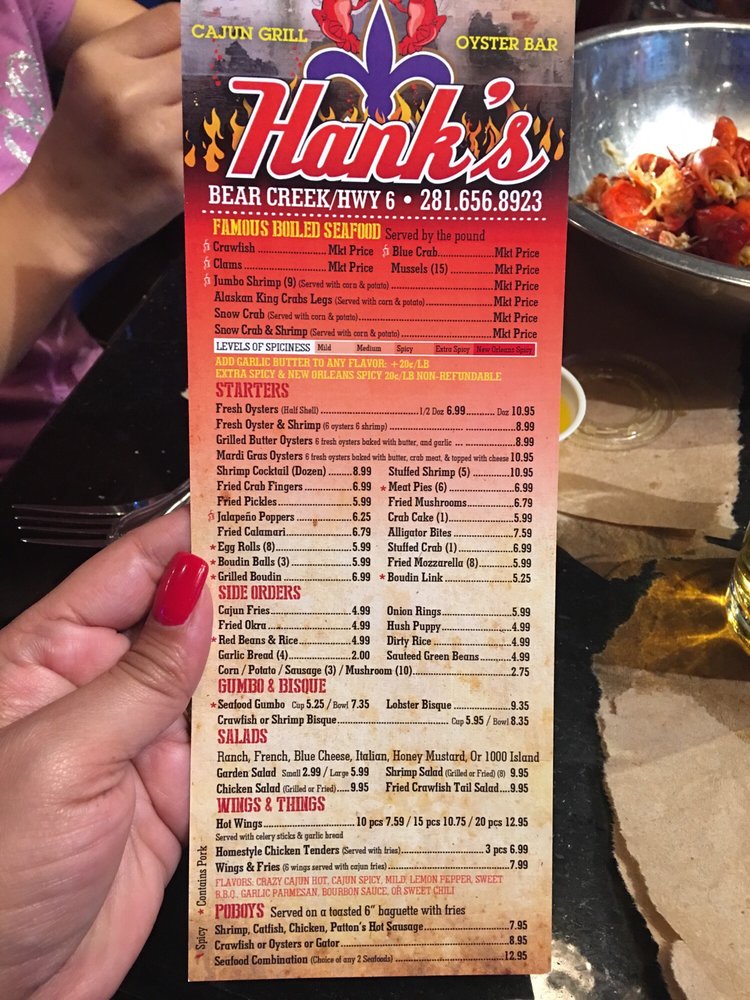 CAJUN GRILL
OYSTER BAR
Hank's
BEAR CREEK/HWY 6 • 281.656.8923
FAMOUS BOILED SEAFOOD Served by the pound
Crawfish ........ Mkt Price Blue Crab ........ Mkt Price
Clams ........ Mkt Price Mussels (15) ........ Mkt Price
Jumbo Shrimp (9) (Served with corn & potato) ........ Mkt Price
Alaskan King Crabs Legs (Served with corn & potato) ........ Mkt Price
Snow Crab (Served with corn & potato) ........ Mkt Price
Snow Crab & Shrimp (Served with corn & potato) ........ Mkt Price
LEVELS OF SPICINESS Mild Medium Spicy Extra Spicy New Orleans Spicy
ADD GARLIC BUTTER TO ANY FLAVOR: +20¢/LB
EXTRA SPICY & NEW ORLEANS SPICY 20¢/LB NON-REFUNDABLE
STARTERS
Fresh Oysters (Half Shell) ........ 1/2 Doz 6.99 ........ Doz 10.95
Fresh Oyster & Shrimp (6 oysters 6 shrimp) ........ 8.99
Grilled Butter Oysters 6 fresh oysters baked with butter, and garlic ... ........ 8.99
Mardi Gras Oysters 6 fresh oysters baked with butter, crab meat, & topped with cheese 10.95
Shrimp Cocktail (Dozen) ........ 8.99 Stuffed Shrimp (5) ........ 10.95
Fried Crab Fingers ........ 6.99 * Meat Pies (6) ........ 6.99
Fried Pickles ........ 5.99 Fried Mushrooms ........ 6.79
Jalapeño Poppers ........ 6.25 Crab Cake (1) ........ 5.99
Fried Calamari ........ 6.79 Alligator Bites ........ 7.59
* Egg Rolls (8) ........ 5.99 Stuffed Crab (1) ........ 6.99
* Boudin Balls (3) ........ 5.99 Fried Mozzarella (8) ........ 5.99
* Grilled Boudin ........ 6.99 * Boudin Link ........ 5.25
SIDE ORDERS
Cajun Fries ........ 4.99 Onion Rings ........ 5.99
Fried Okra ........ 4.99 Hush Puppy ........ 4.99
* Red Beans & Rice ........ 4.99 Dirty Rice ........ 4.99
Garlic Bread (4) ........ 2.00 Sauteed Green Beans ........ 4.99
Corn / Potato / Sausage (3) / Mushroom (10) ........ 2.75
GUMBO & BISQUE
* Seafood Gumbo Cup 5.25 / Bowl 7.35 Lobster Bisque ........ 9.35
Crawfish or Shrimp Bisque ........ Cup 5.95 / Bowl 8.35
SALADS
Ranch, French, Blue Cheese, Italian, Honey Mustard, Or 1000 Island
Garden Salad Small 2.99 / Large 5.99 Shrimp Salad (Grilled or Fried) (8) 9.95
Chicken Salad (Grilled or Fried) ..... 9.95 Fried Crawfish Tail Salad .... 9.95
WINGS & THINGS
Hot Wings ........ 10 pcs 7.59 / 15 pcs 10.75 / 20 pcs 12.95
Served with celery sticks & garlic bread
Homestyle Chicken Tenders (Served with fries) ........ 3 pcs 6.99
Wings & Fries (6 wings served with cajun fries) ........ 7.99
FLAVORS: CRAZY CAJUN HOT, CAJUN SPICY, MILD, LEMON PEPPER, SWEET
B.B.Q., GARLIC PARMESAN, BOURBON SAUCE, OR SWEET CHILI
POBOYS Served on a toasted 6" baguette with fries
Shrimp, Catfish, Chicken, Patton's Hot Sausage ........ 7.95
Crawfish or Oysters or Gator ........ 8.95
Seafood Combination (Choice of any 2 Seafoods) ........ 12.95
Spicy * Contains Pork